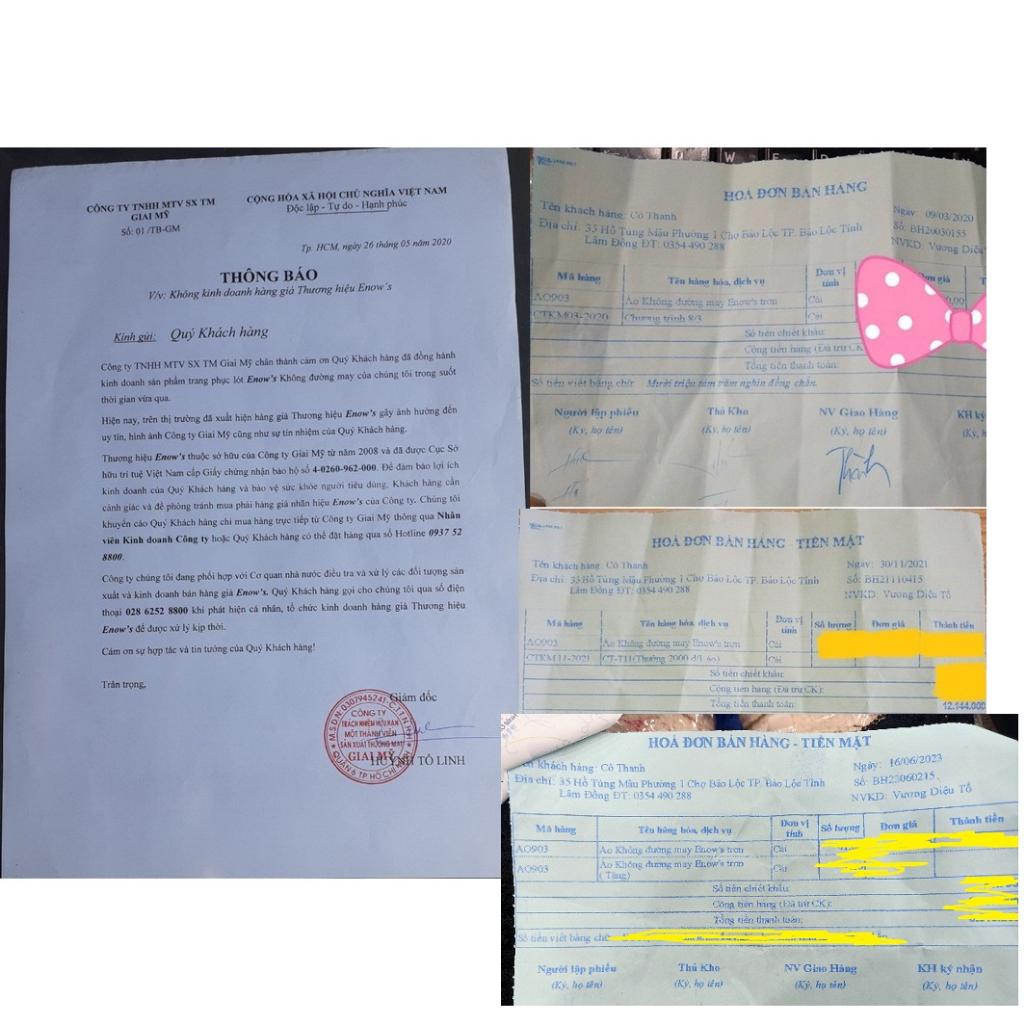 CÔNG TY TNHH MTV SX TM
GIAI MỸ
Số: 01 /TB-GM
CỘNG HÒA XÃ HỘI CHỦ NGHĨA VIỆT NAM
Độc lập - Tự do - Hạnh phúc
Tp. HCM, ngày 26 tháng 05 năm 2020
THÔNG BÁO
V/v: Không kinh doanh hàng giả Thương hiệu Enow's
Kính gửi: Quý Khách hàng
Công ty TNHH MTV SX TM Giai Mỹ chân thành cảm ơn Quý Khách hàng đã đồng hành
kinh doanh sản phẩm trang phục lót Enow's Không đường may của chúng tôi trong suốt
thời gian vừa qua.
Hiện nay, trên thị trường đã xuất hiện hàng giả Thương hiệu Enow's gây ảnh hưởng đến
uy tín, hình ảnh Công ty Giai Mỹ cũng như sự tín nhiệm của Quý Khách hàng.
Thương hiệu Enow's thuộc sở hữu của Công ty Giai Mỹ từ năm 2008 và đã được Cục Sở
hữu trí tuệ Việt Nam cấp Giấy chứng nhận bảo hộ số 4-0260-962-000. Để đảm bảo lợi ích
kinh doanh của Quý Khách hàng và bảo vệ sức khỏe người tiêu dùng, Khách hàng cần
cảnh giác và đề phòng tránh mua phải hàng giả nhãn hiệu Enow's của Công ty. Chúng tôi
khuyến cáo Quý Khách hàng chỉ mua hàng trực tiếp từ Công ty Giai Mỹ thông qua Nhân
viên Kinh doanh Công ty hoặc Quý Khách hàng có thể đặt hàng qua số Hotline 0937 52
8800.
Công ty chúng tôi đang phối hợp với Cơ quan nhà nước điều tra và xử lý các đối tượng sản
xuất và kinh doanh bán hàng giả Enow's. Quý Khách hàng gọi cho chúng tôi qua số điện
thoại 028 6252 8800 khi phát hiện cá nhân, tổ chức kinh doanh hàng giả Thương hiệu
Enow's để được xử lý kịp thời.
Cám ơn sự hợp tác và tin tưởng của Quý Khách hàng!
Trân trọng,
Giám đốc
M.S.D.N: 0307945241-C.T.T.N.H.H
CÔNG TY
TRÁCH NHIỆM HỮU HẠN
MỘT THÀNH VIÊN
SẢN XUẤT THƯƠNG MẠI
GIAI MỸ
QUẬN 6 TP HỒ CHÍ MINH
HUỲNH TỐ LINH
HOÁ ĐƠN BÁN HÀNG
Tên khách hàng: Cô Thanh
Ngày 09/03/2020
Địa chỉ: 35 Hồ Tùng Mậu Phường 1 Chợ Bảo Lộc TP. Bảo Lộc Tỉnh
Lâm Đồng ĐT: 0354 490 288
Số: BH20030155
NVKD: Vương Diệu
Mã hàng Tên hàng hóa, dịch vụ Đơn vị tính Đơn giá
AO903 Áo Không đường may Enow's trơn Cái
CTKM03-2020 Chương trình 8/3 Cái
Số tiền chiết khấu:
Cộng tiền hàng (Đã trừ CK
Tổng tiền thanh toán:
Số tiền viết bằng chữ Mười triệu tám trăm nghìn đồng chẵn.
Người lập phiếu Thủ Kho NV Giao Hàng KH ký
(Ký, họ tên) (Ký, họ tên) (Ký, họ tên)
Thành
HOÁ ĐƠN BÁN HÀNG - TIỀN MẶT
Tên khách hàng: Cô Thanh
Ngày: 30/11/2021
Địa chỉ: 35 Hồ Tùng Mậu Phường 1 Chợ Bảo Lộc TP. Bảo Lộc Tỉnh
Lâm Đồng ĐT: 0354 490 288
Số: BH21110415
NVKD: Vương Diệu Tố
Mã hàng Tên hàng hóa, dịch vụ Đơn vị tính Số lượng Đơn giá Thành tiền
AO903 Áo Không đường may Enow's trơn Cái
CTKM11-2021 CT-T11(Thưởng 2000 đ/1 áo) Cái
Số tiền chiết khấu:
Cộng tiền hàng (Đã trừ CK):
Tổng tiền thanh toán: 12.144.000
HOÁ ĐƠN BÁN HÀNG - TIỀN MẶT
khách hàng: Cô Thanh
Ngày: 16/06/2023
Địa chỉ: 35 Hồ Tùng Mậu Phường 1 Chợ Bảo Lộc TP. Bảo Lộc Tỉnh
Lâm Đồng ĐT: 0354 490 288
Số: BH23060215
NVKD: Vương Diệu Tố
Mã hàng Tên hàng hóa, dịch vụ Đơn vị tính Số lượng Đơn giá Thành tiền
AO903 Áo Không đường may Enow's trơn Cái
AO903 Áo Không đường may Enow's trơn Cái
( Tặng)
Số tiền chiết khấu:
Cộng tiền hàng (Đã trừ CK):
Tổng tiền thanh toán:
Số tiền viết bằng chữ
Người lập phiếu Thủ Kho NV Giao Hàng KH ký nhận
(Ký, họ tên) (Ký, họ tên) (Ký, họ tên) (Ký, họ tên)